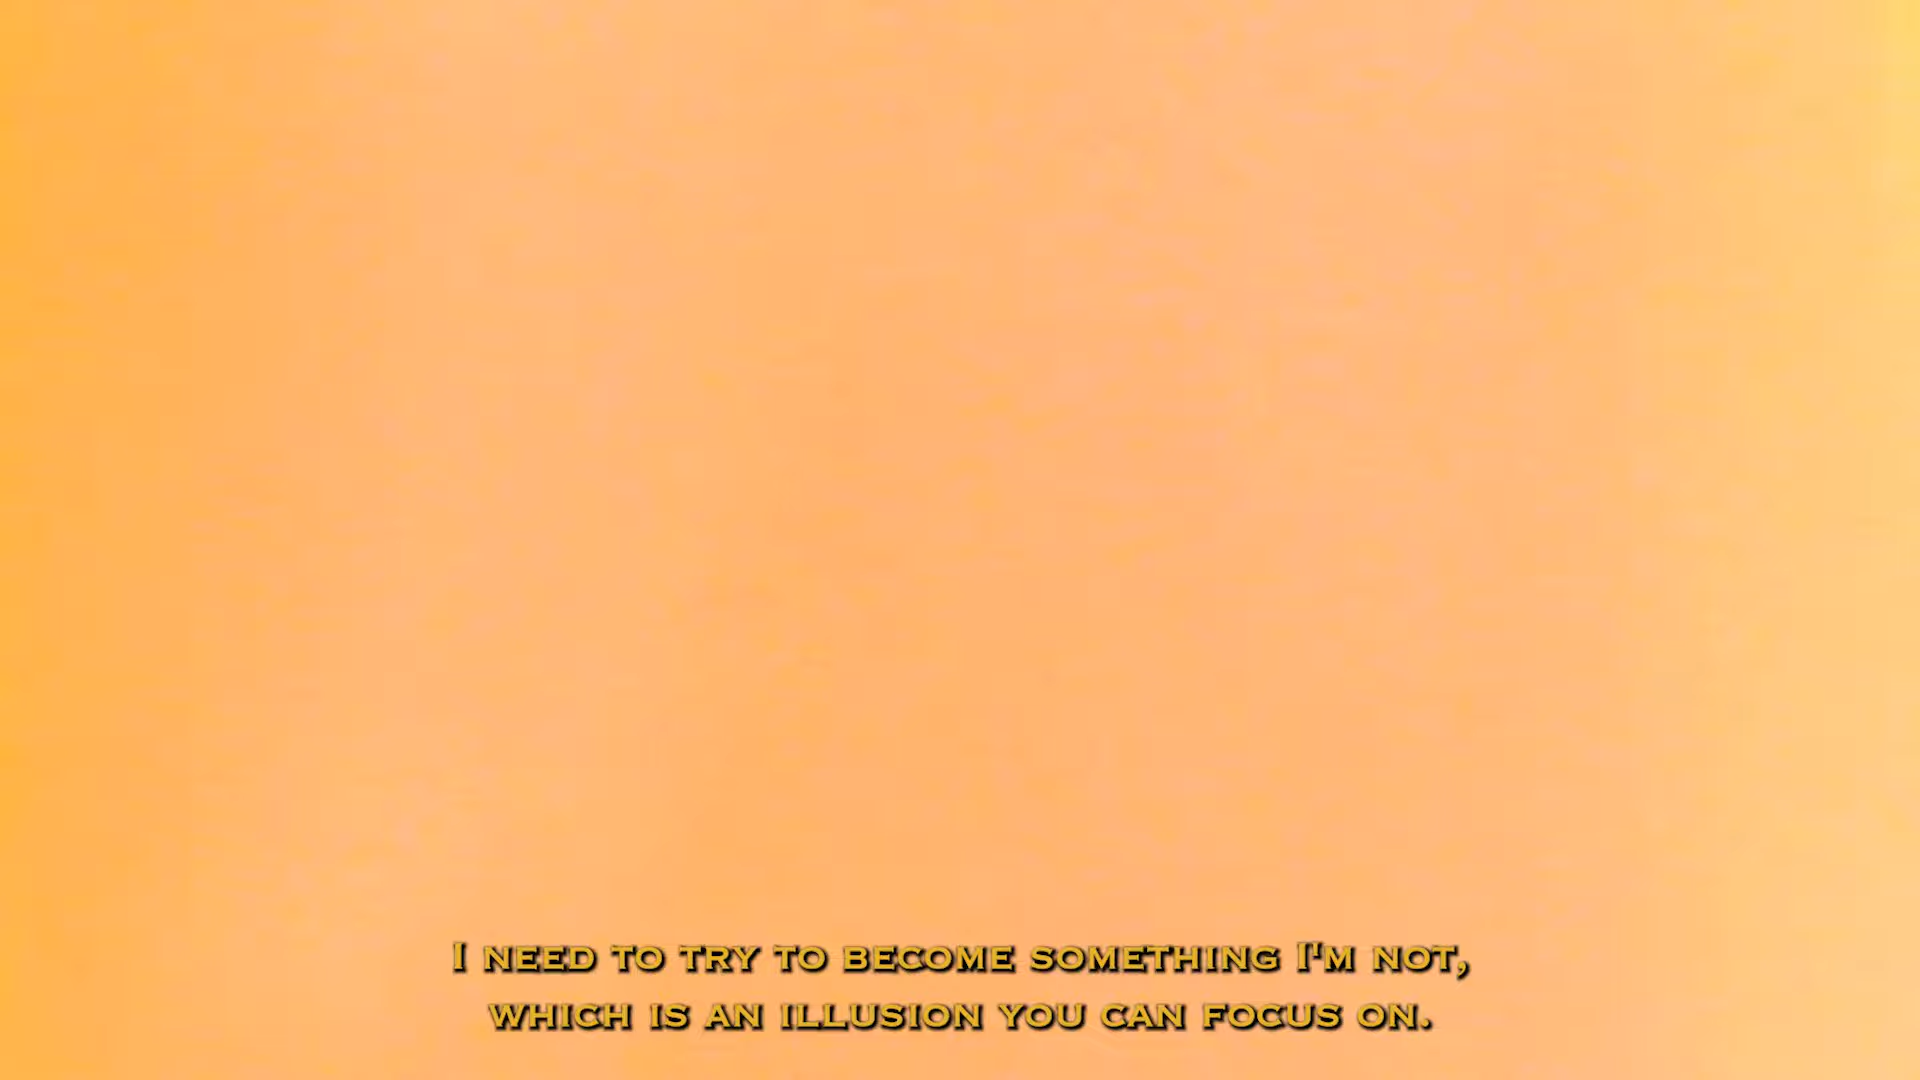 I NEED TO TRY TO BECOME SOMETHING I'M NOT,
WHICH IS AN ILLUSION YOU CAN FOCUS ON.